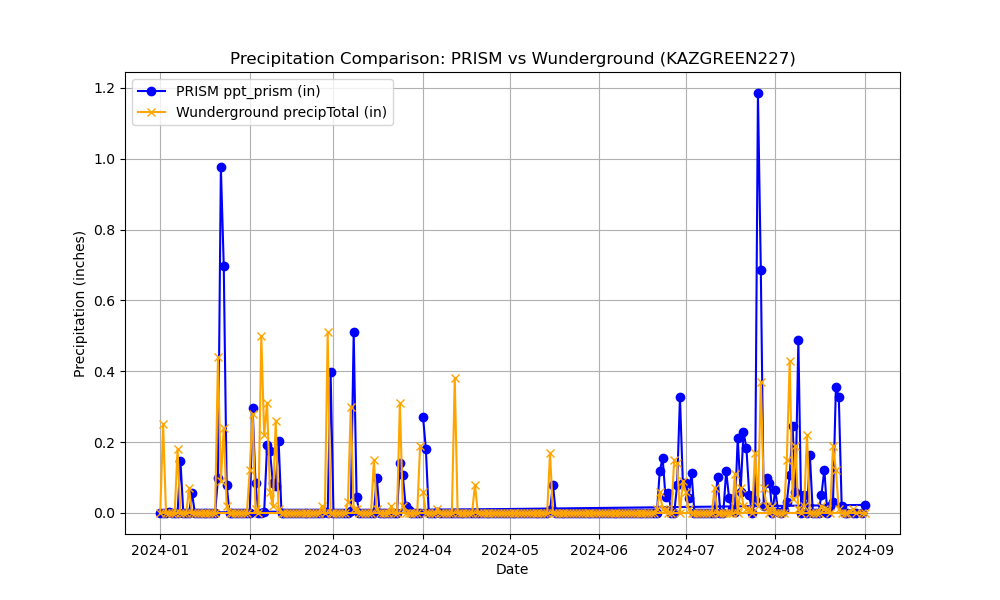 Precipitation Comparison: PRISM vs Wunderground (KAZGREEN227)
PRISM ppt_prism (in)
Wunderground precipTotal (in)
Precipitation (inches)
1.2
1.0
0.8
0.6
0.4
0.2
0.0
2024-01 2024-02 2024-03 2024-04 2024-05 2024-06 2024-07 2024-08 2024-09
Date